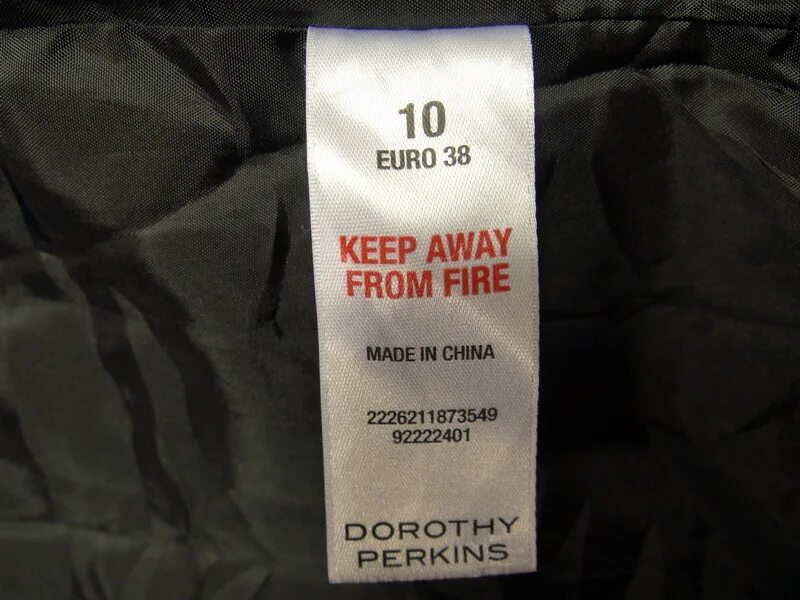 10
EURO 38
KEEP AWAY
FROM FIRE
MADE IN CHINA
2226211873549
92222401
DOROTHY
PERKINS